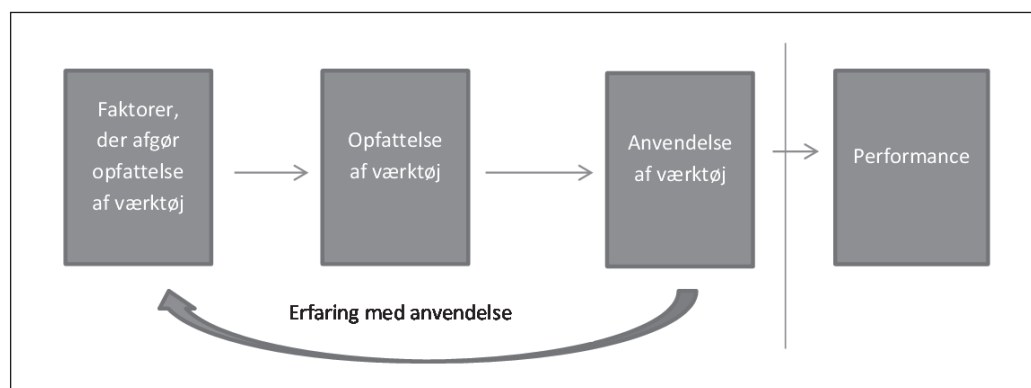 Faktorer,
der afgør
opfattelse
af værktøj
Opfattelse
af værktøj
Anvendelse
af værktøj
Performance
Erfaring med anvendelse